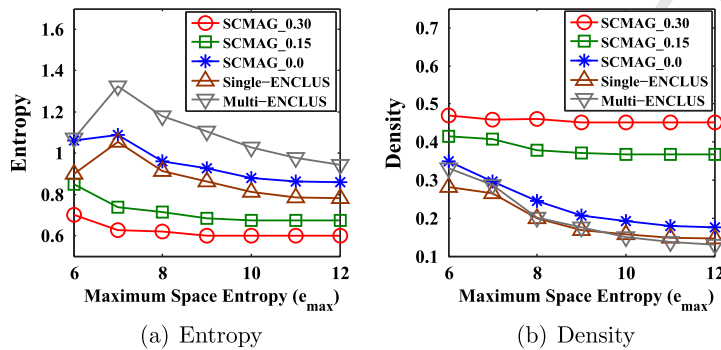 1.6
1.4
1.2
1
0.8
0.6
Entropy
SCMAG_0.30
SCMAG_0.15
SCMAG_0.0
Single-ENCLUS
Multi-ENCLUS
6 8 10 12
Maximum Space Entropy (e_max)
(a) Entropy
0.7
0.6
0.5
0.4
0.3
0.2
0.1
Density
SCMAG_0.30
SCMAG_0.15
SCMAG_0.0
Single-ENCLUS
Multi-ENCLUS
6 8 10 12
Maximum Space Entropy (e_max)
(b) Density